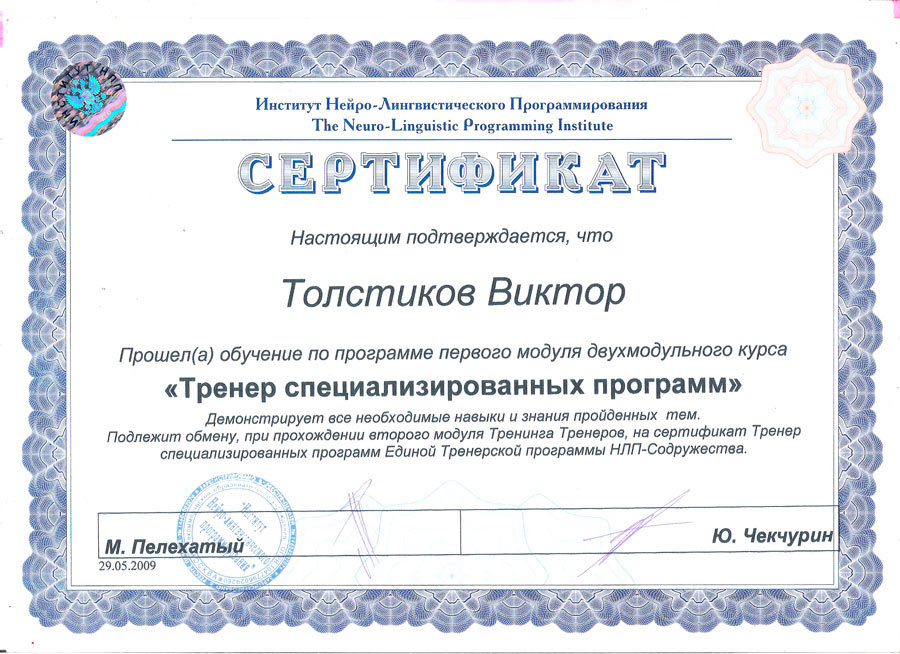 Институт Нейро-Лингвистического Программирования
The Neuro-Linguistic Programming Institute
СЕРТИФИКАТ
Настоящим подтверждается, что
Толстиков Виктор
Прошел(а) обучение по программе первого модуля двухмодульного курса
«Тренер специализированных программ»
Демонстрирует все необходимые навыки и знания пройденных тем.
Подлежит обмену, при прохождении второго модуля Тренинга Тренеров, на сертификат Тренер
специализированных программ Единой Тренерской программы НЛП-Содружества.
М. Пелехатый
Ю. Чекчурин
29.05.2009